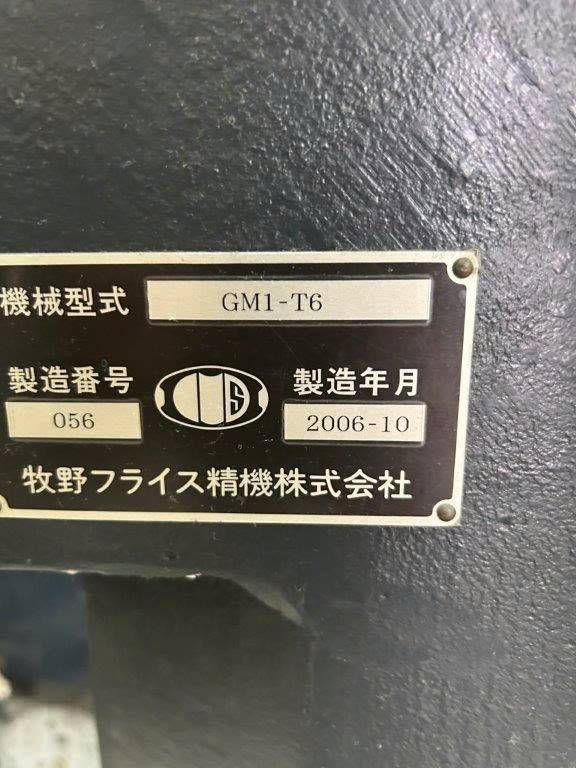 機械型式 GM1-T6
製造番号 製造年月
056 2006-10
牧野フライス精機株式会社